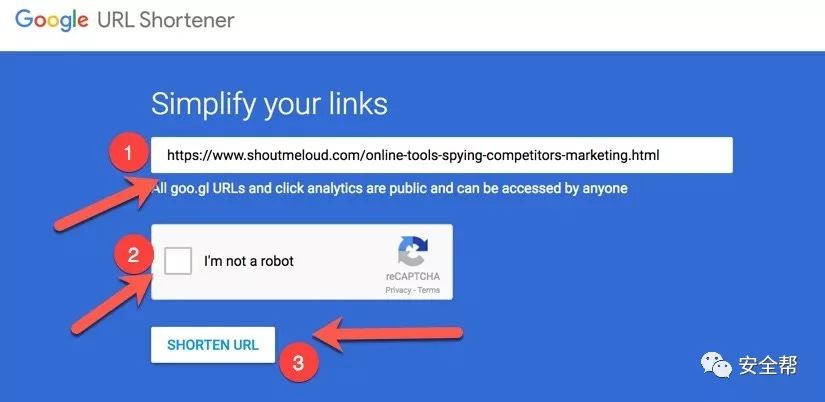 Google URL Shortener
Simplify your links
1
https://www.shoutmeloud.com/online-tools-spying-competitors-marketing.html
All goo.gl URLs and click analytics are public and can be accessed by anyone
2
I'm not a robot
reCAPTCHA
Privacy - Terms
SHORTEN URL
3
安全帮